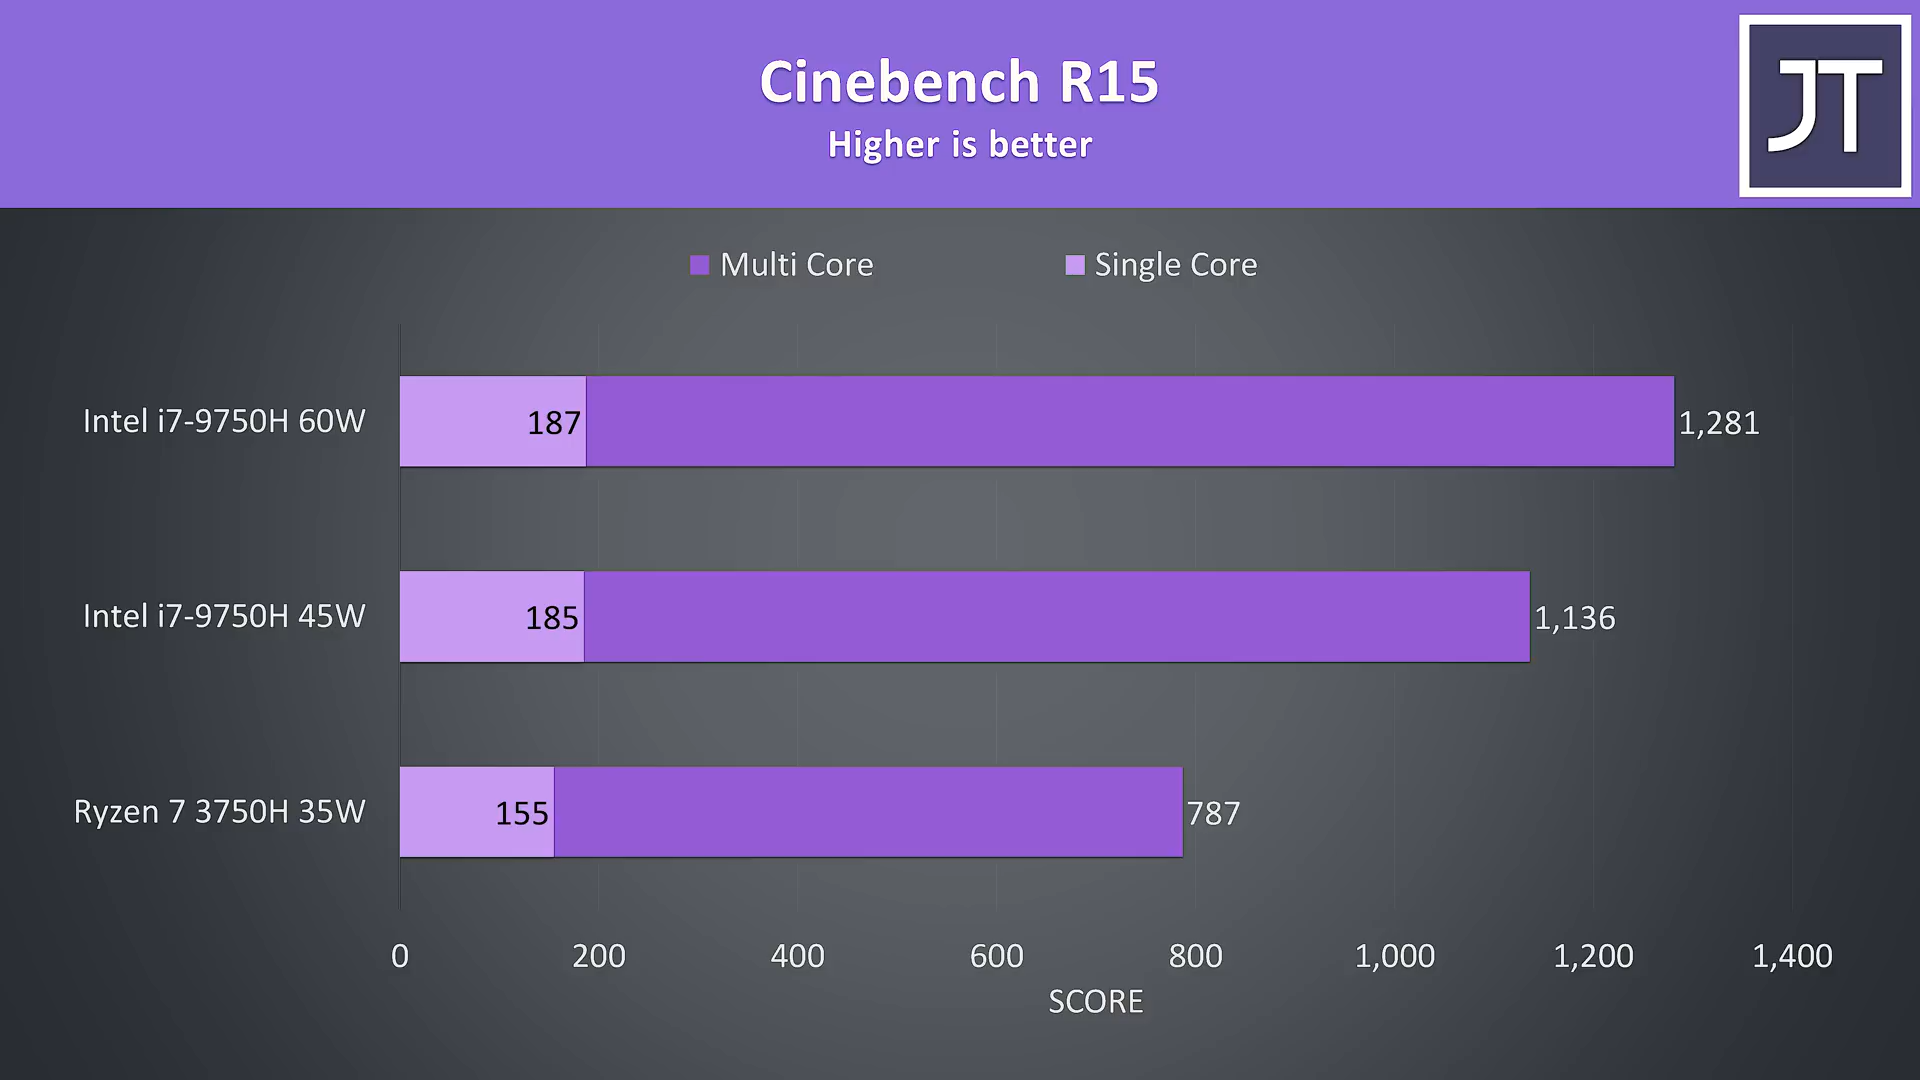 Cinebench R15
Higher is better
JT
Multi Core
Single Core
Intel i7-9750H 60W
187
1,281
Intel i7-9750H 45W
185
1,136
Ryzen 7 3750H 35W
155
787
0 200 400 600 800 1,000 1,200 1,400
SCORE